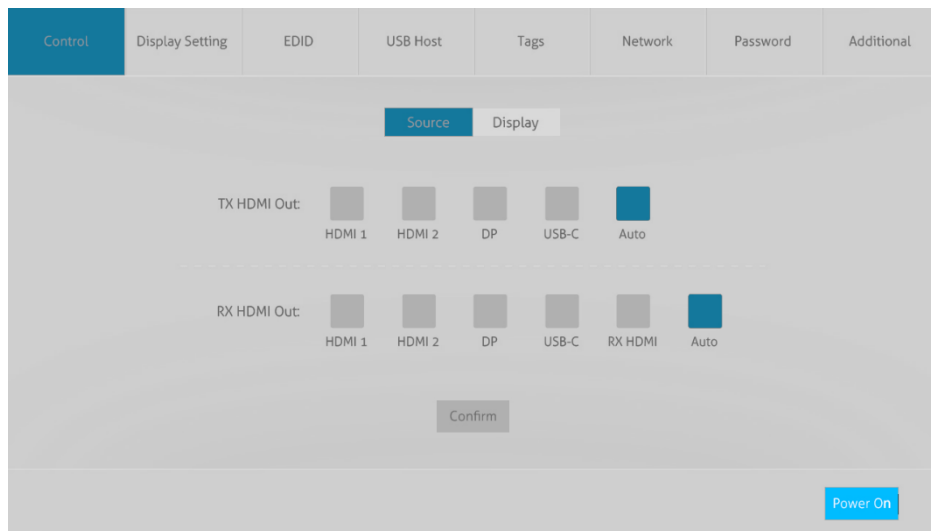 Control Display Setting EDID USB Host Tags Network Password Additional
Source Display
TX HDMI Out:
HDMI 1 HDMI 2 DP USB-C Auto
RX HDMI Out:
HDMI 1 HDMI 2 DP USB-C RX HDMI Auto
Confirm
Power On